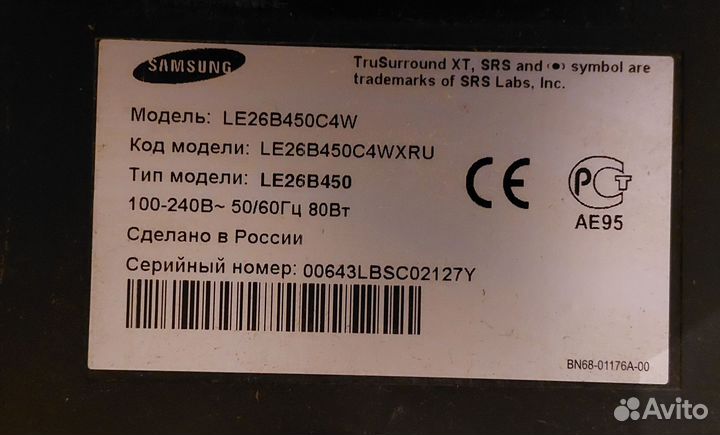 SAMSUNG
TruSurround XT, SRS and (●) symbol are
trademarks of SRS Labs, Inc.
Модель: LE26B450C4W
Код модели: LE26B450C4WXRU
Тип модели: LE26B450
100-240В~ 50/60Гц 80Вт
Сделано в России
Серийный номер: 00643LBSC02127Y
CE
РСТ
АЕ95
BN68-01176A-00
Avito